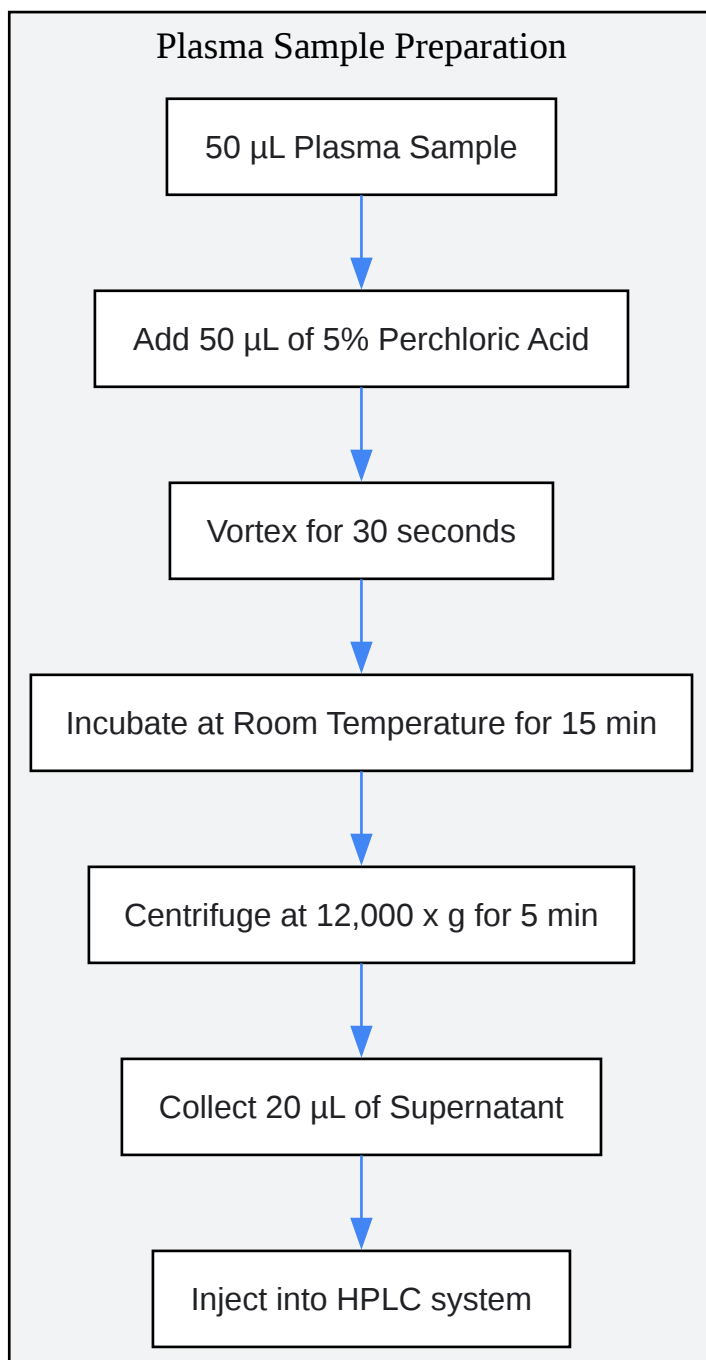 Plasma Sample Preparation
50 µL Plasma Sample
Add 50 µL of 5% Perchloric Acid
Vortex for 30 seconds
Incubate at Room Temperature for 15 min
Centrifuge at 12,000 x g for 5 min
Collect 20 µL of Supernatant
Inject into HPLC system